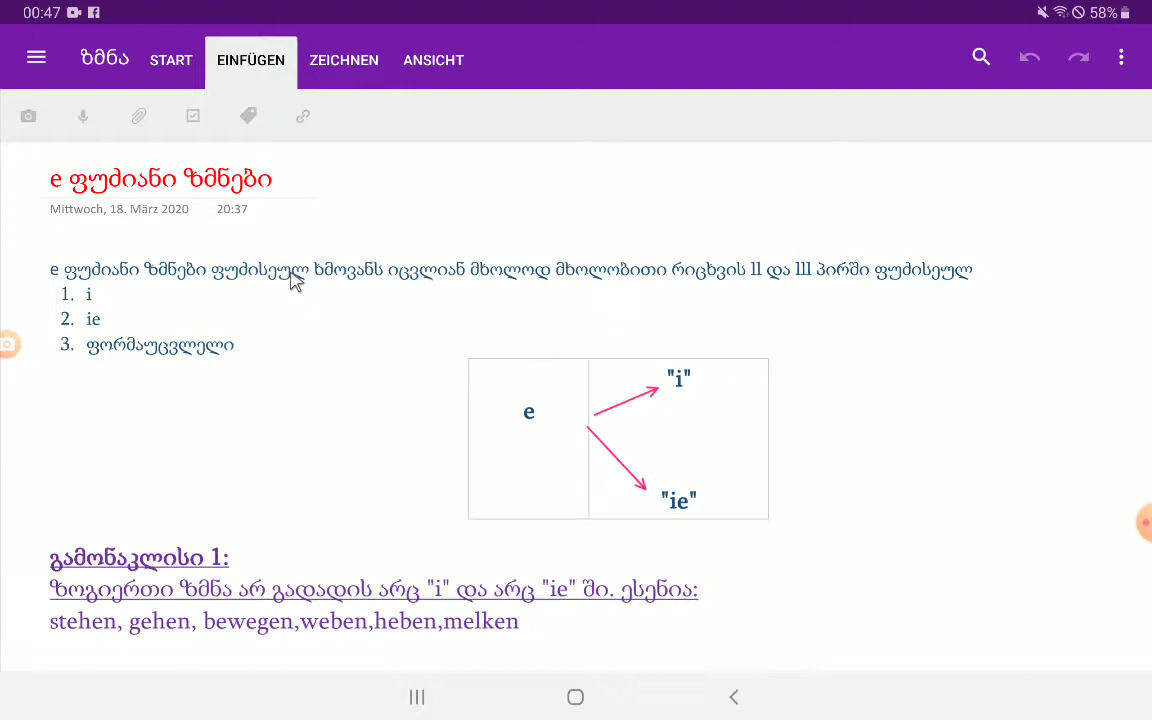 00:47 58%
ზმნა START EINFÜGEN ZEICHNEN ANSICHT
e ფუძიანი ზმნები
Mittwoch, 18. März 2020 20:37
e ფუძიანი ზმნები ფუძისეულ ხმოვანს იცვლიან მხოლოდ მხოლობითი რიცხვის ll და lll პირში ფუძისეულ
1. i
2. ie
3. ფორმაუცვლელი
"i"
e
"ie"
გამონაკლისი 1:
ზოგიერთი ზმნა არ გადადის არც "i" და არც "ie" ში. ესენია:
stehen, gehen, bewegen,weben,heben,melken